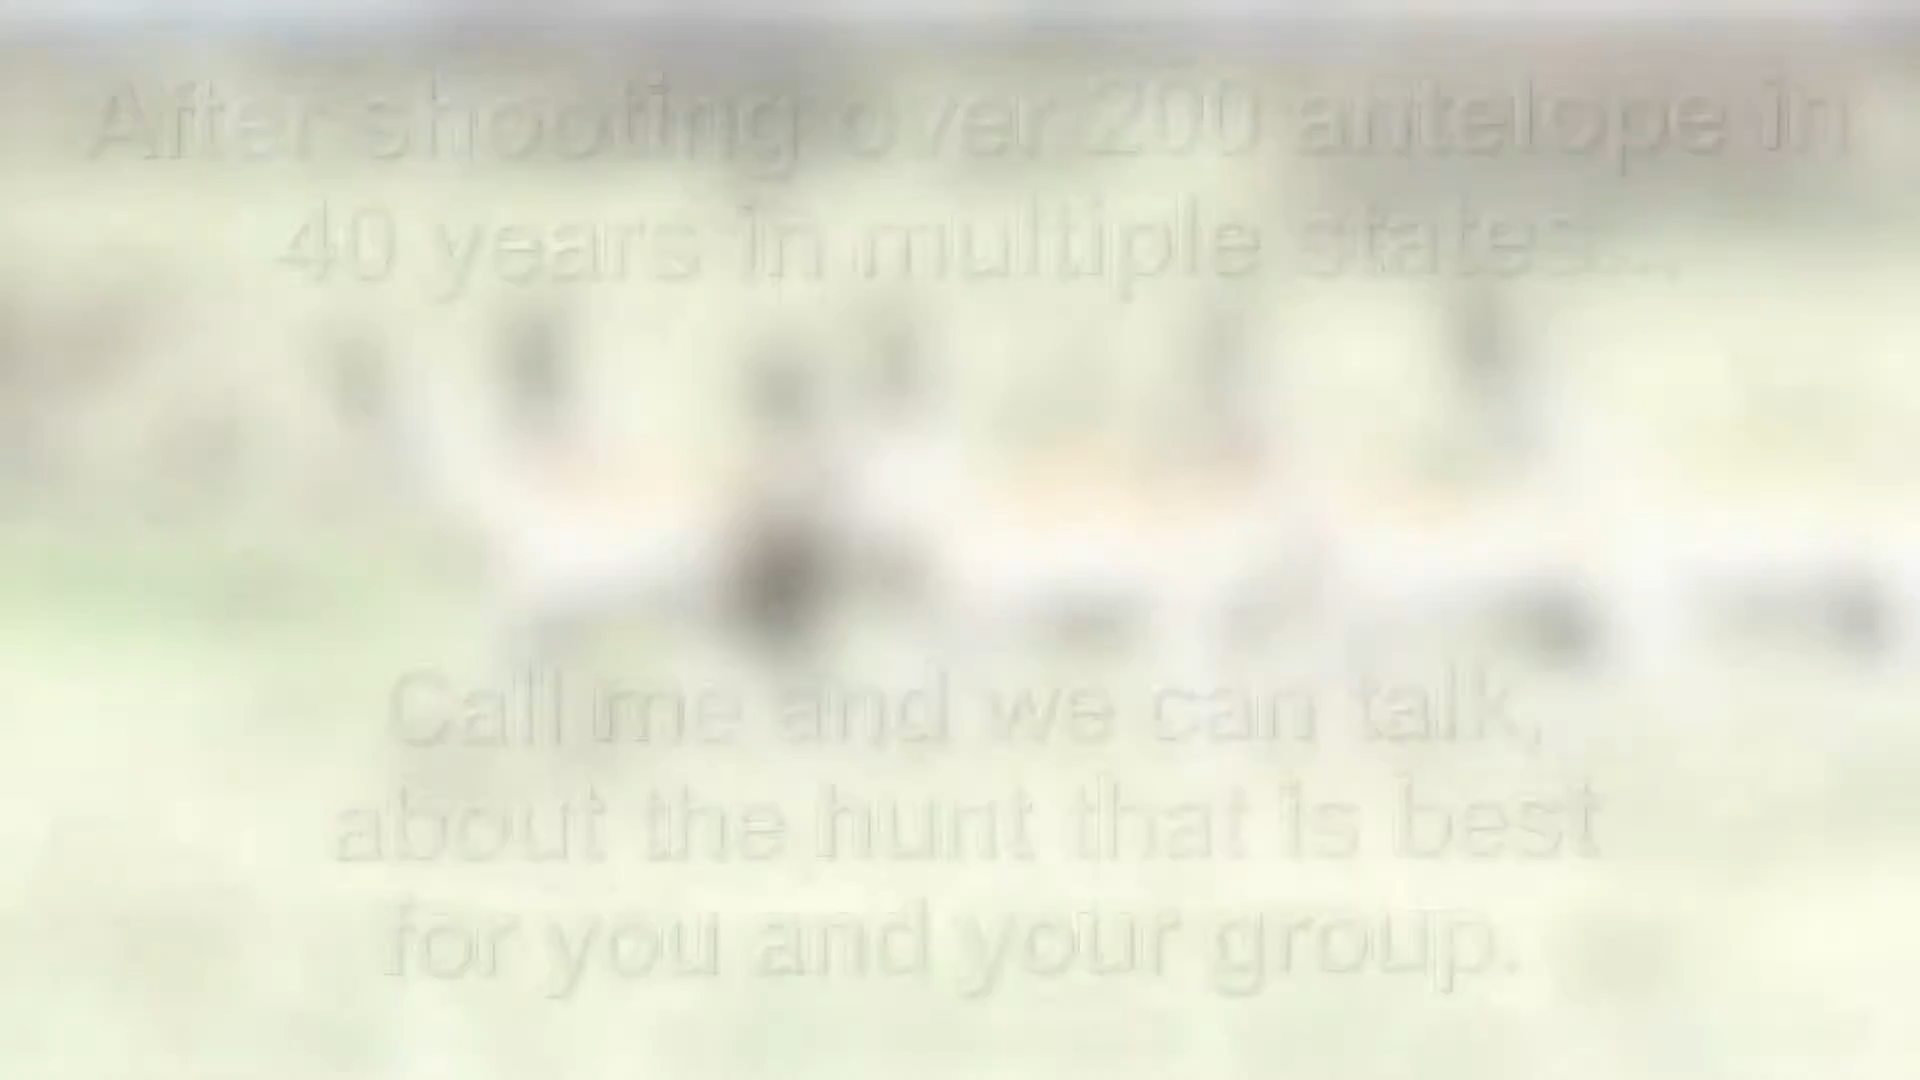 After shooting over 200 antelope in
40 years in multiple states...,
Call me and we can talk,
about the hunt that is best
for you and your group.